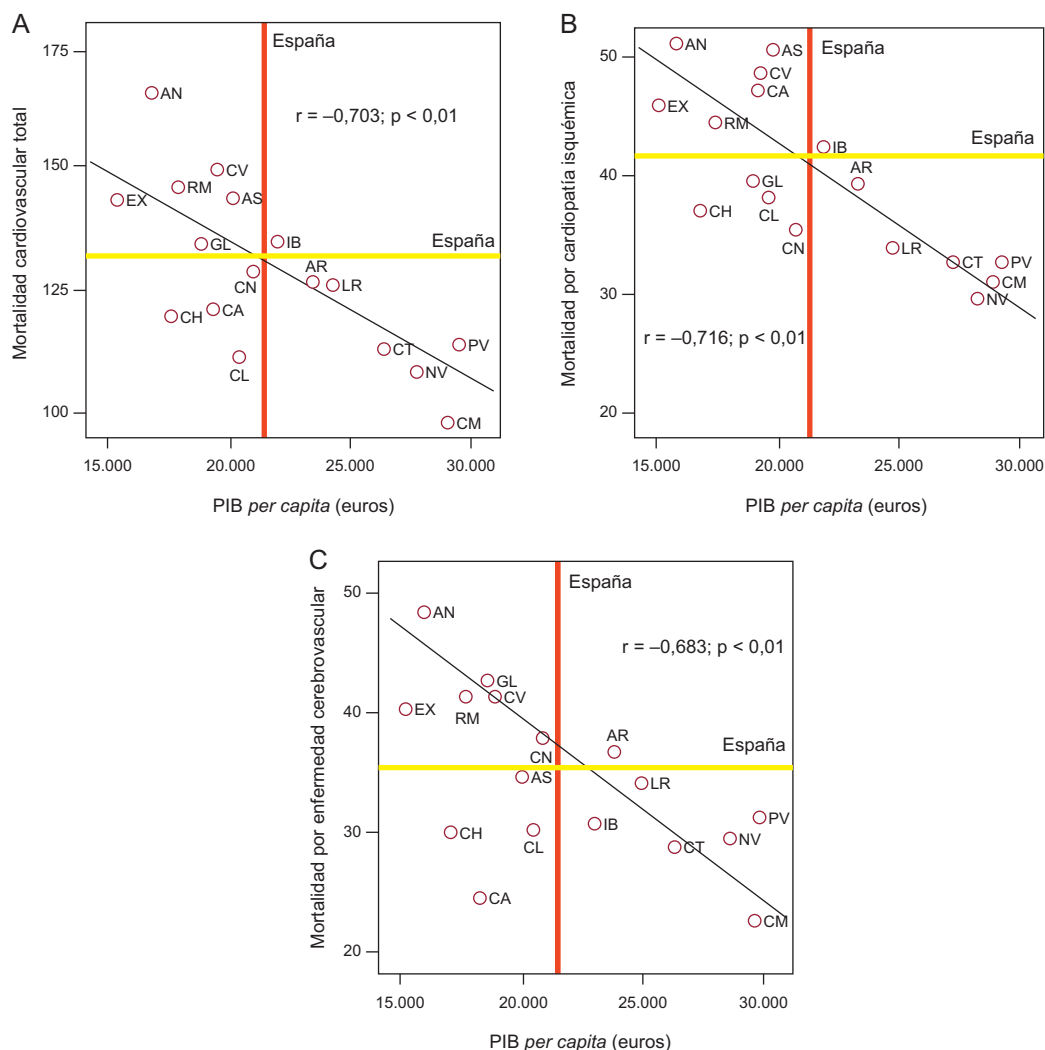 A
Mortalidad cardiovascular total
175
150
125
100
España
r = –0,703; p < 0,01
AN
CV
RM
AS
EX
GL
IB
España
CN
AR
LR
CH
CA
CL
CT
PV
NV
CM
15.000 20.000 25.000 30.000
PIB per capita (euros)
B
Mortalidad por cardiopatía isquémica
50
40
30
20
España
AN
AS
CV
CA
EX
RM
IB
España
GL
AR
CL
CH
CN
LR
CT
PV
CM
NV
r = –0,716; p < 0,01
15.000 20.000 25.000 30.000
PIB per capita (euros)
C
Mortalidad por enfermedad cerebrovascular
50
40
30
20
España
AN
r = –0,683; p < 0,01
GL
CV
EX
RM
CN
AR
España
AS
LR
CH
CL
IB
PV
NV
CT
CA
CM
15.000 20.000 25.000 30.000
PIB per capita (euros)